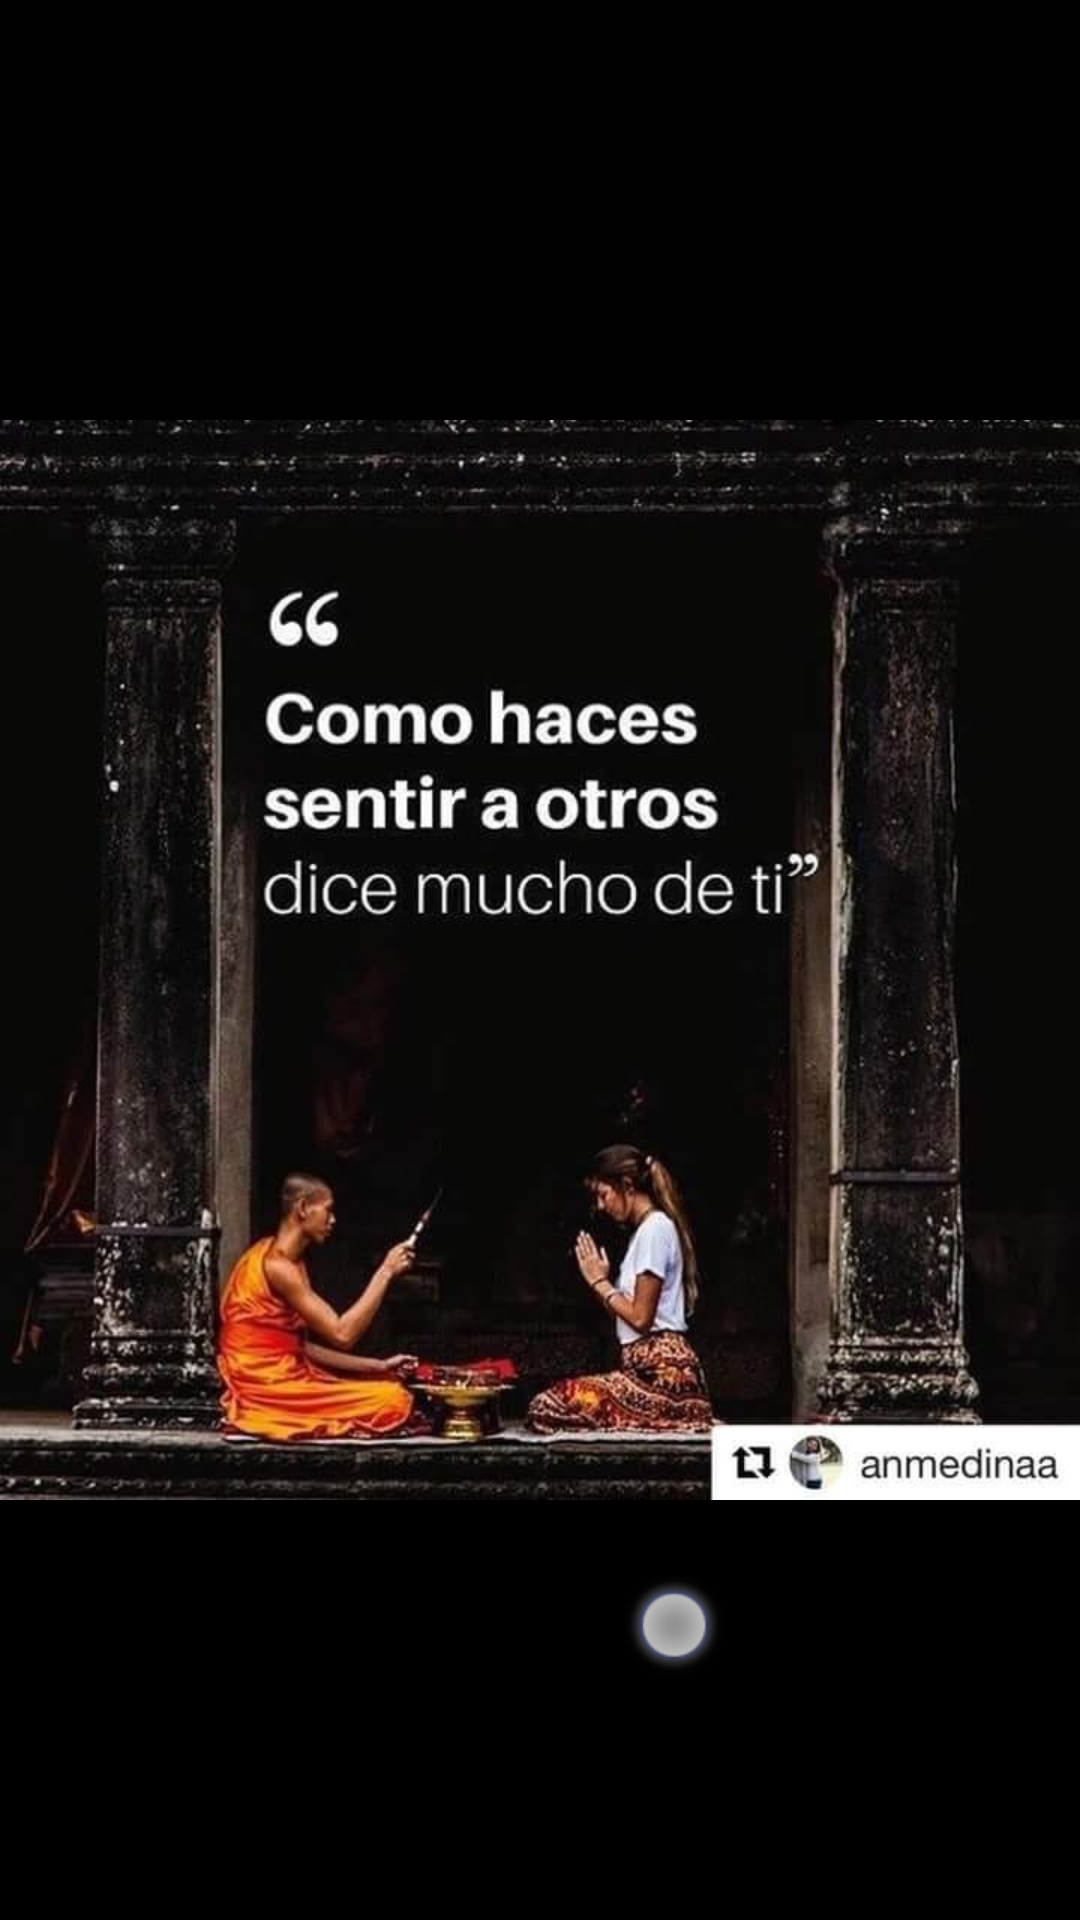 “
Como haces
sentir a otros
dice mucho de ti”
anmedinaa